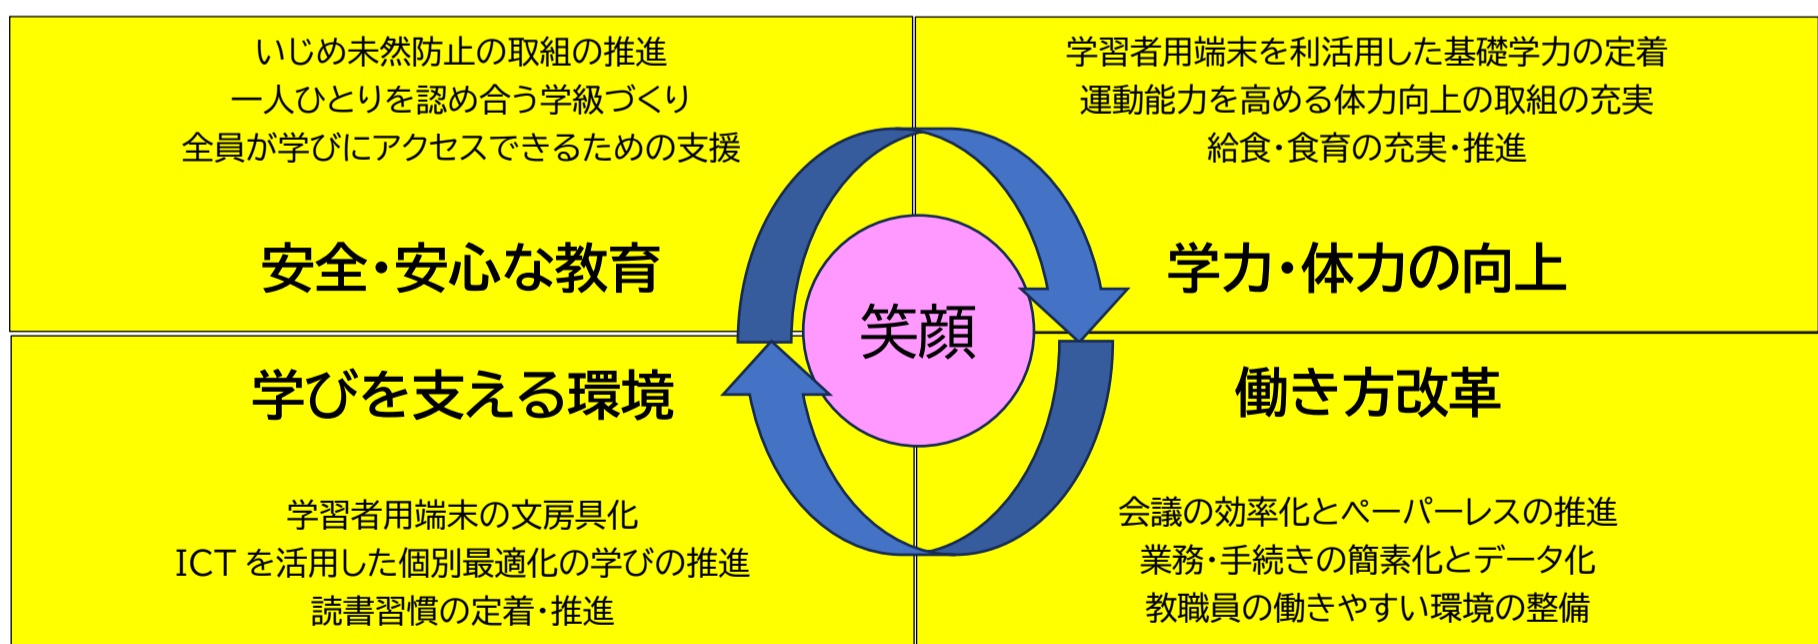 いじめ未然防止の取組の推進
一人ひとりを認め合う学級づくり
全員が学びにアクセスできるための支援
安全・安心な教育
学習者用端末を利活用した基礎学力の定着
運動能力を高める体力向上の取組の充実
給食・食育の充実・推進
学力・体力の向上
笑顔
学びを支える環境
学習者用端末の文房具化
ICT を活用した個別最適化の学びの推進
読書習慣の定着・推進
働き方改革
会議の効率化とペーパーレスの推進
業務・手続きの簡素化とデータ化
教職員の働きやすい環境の整備